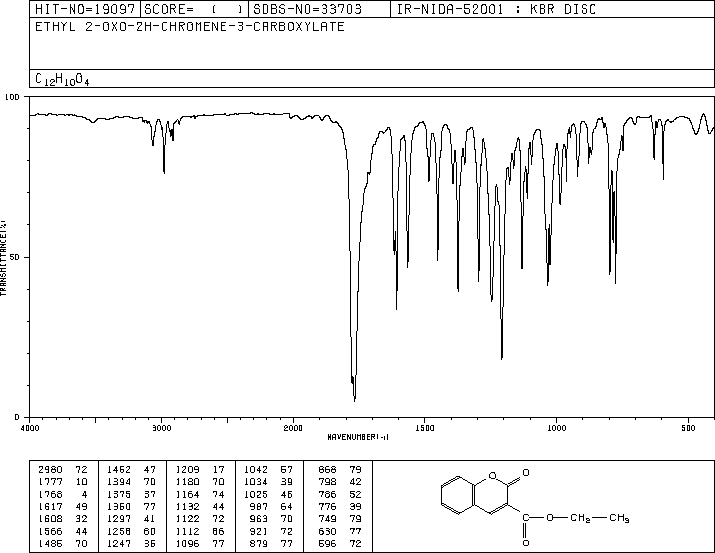 HIT-NO=19097 SCORE= ( ) SDBS-NO=33703 IR-NIDA-52001 : KBR DISC
ETHYL 2-OXO-2H-CHROMENE-3-CARBOXYLATE
C12H10O4
100
50
0
TRANSMITTANCE(%)
4000 3000 2000 1500 1000 500
WAVENUMBER(-1)
2980 72 1462 47 1209 17 1042 57 868 79
1777 10 1394 70 1180 70 1034 39 798 42
1768 4 1375 37 1164 74 1025 46 786 52
1617 49 1350 77 1132 44 987 64 776 39
1608 32 1297 41 1122 72 963 70 749 79
1566 44 1258 60 1112 86 921 72 630 77
1485 70 1247 35 1096 77 879 77 596 72
O O
O CH2 CH3
O